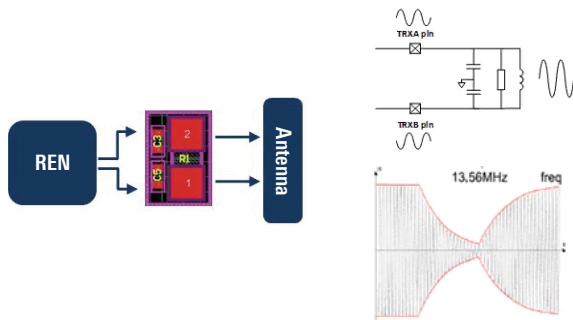 REN
C3
C5
2
R1
1
Antenna
TRXA pin
TRXB pin
13,56MHz
freq